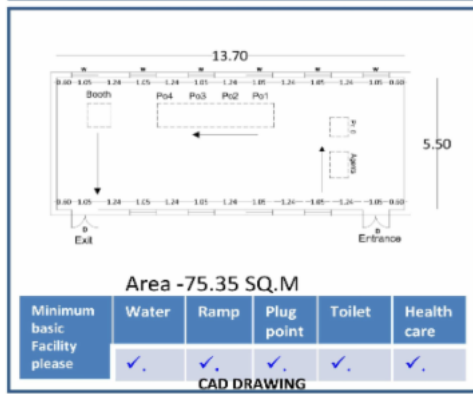 13.70
W W W W W W
0.60 1.05 1.24 1.05 1.24 1.05 1.24 1.05 1.24 1.05 1.24 1.05 0.60
Booth Po4 Po3 Po2 Po1
5.50
Agents
0.60 1.05 1.24 1.05 1.24 1.05 1.24 1.05 1.24 1.05 1.24 1.05 0.60
D D
Exit Entrance
Area -75.35 SQ.M
Minimum basic Facility please Water Ramp Plug point Toilet Health care
✓. ✓. ✓. ✓. ✓.
CAD DRAWING